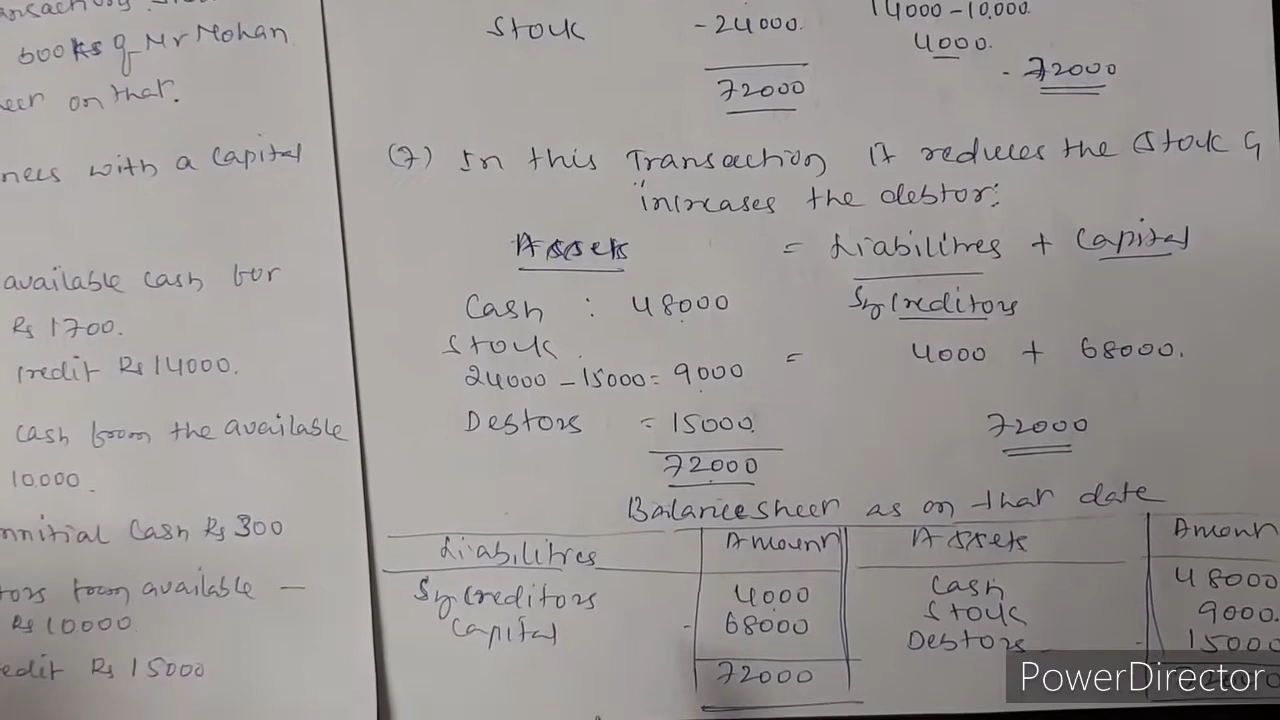 books of Mr Mohan
on that.
with a capital
available cash for
Rs 1700.
credit Rs 14000.
cash from the available
10000.
Cash Rs 300
from available —
Rs 10000
Rs 15000
Stock -24000 14000-10,000.
4000.
72000 - 72000
(7) In this Transaction It reduces the Stock &
increases the debtor:
Assets = Liabilities + Capital
Cash : 48000 Sy Creditors
Stock
24000 - 15000 = 9000 = 4000 + 68000.
Debtors = 15000. 72000
72000
Balance sheet as on that date
Liabilities Amount Assets Amount
Sy Creditors 4000 Cash 48000
Capital - 68000 Stock 9000.
Debtors - 15000
72000
PowerDirector